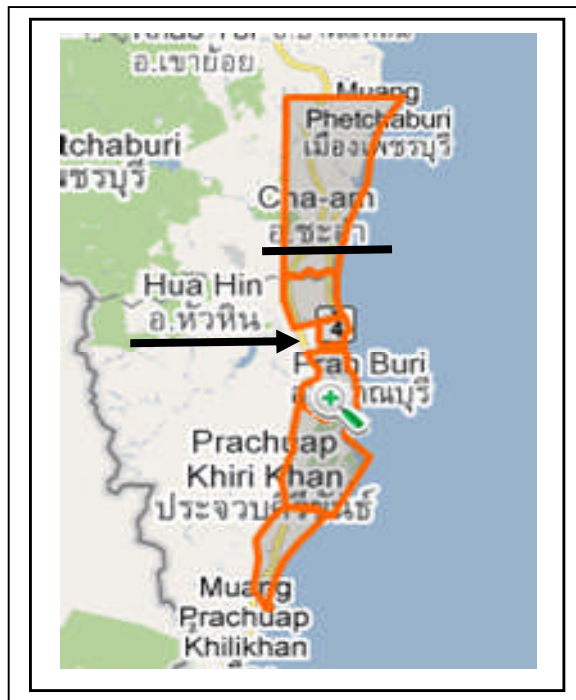 อ.เขาย้อย
Muang
Phetchaburi
เมืองเพชรบุรี
tchaburi
พชรบุรี
Cha-am
อ.ชะอำ
Hua Hin
อ.หัวหิน
4
Pran Buri
ณบุรี
Prachuap
Khiri Khan
ประจวบคีรีขันธ์
Muang
Prachuap
Khilikhan